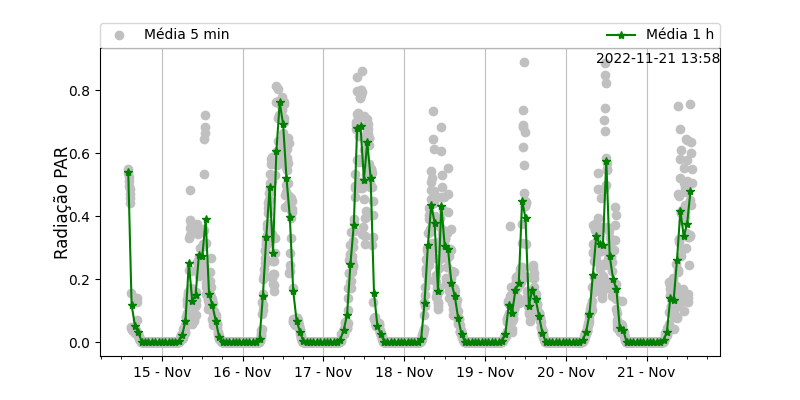 Média 5 min
Média 1 h
2022-11-21 13:58
Radiação PAR
0.8
0.6
0.4
0.2
0.0
15 - Nov
16 - Nov
17 - Nov
18 - Nov
19 - Nov
20 - Nov
21 - Nov